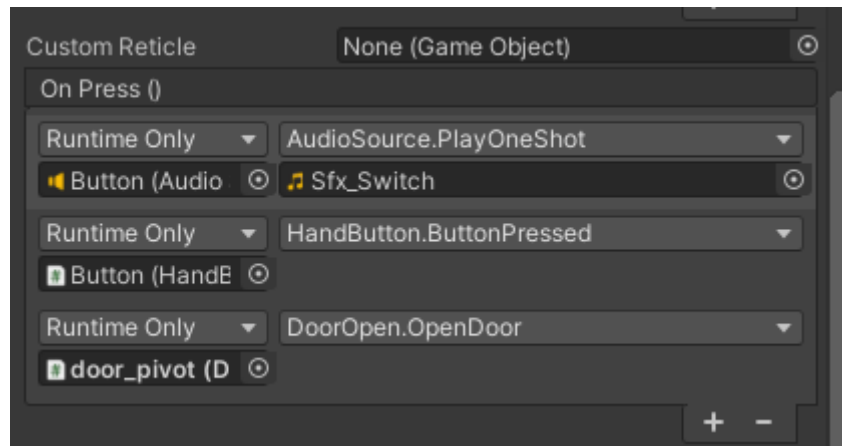 Custom Reticle None (Game Object)
On Press ()
Runtime Only AudioSource.PlayOneShot
Button (Audio Sfx_Switch
Runtime Only HandButton.ButtonPressed
Button (HandB
Runtime Only DoorOpen.OpenDoor
door_pivot (D
+ -